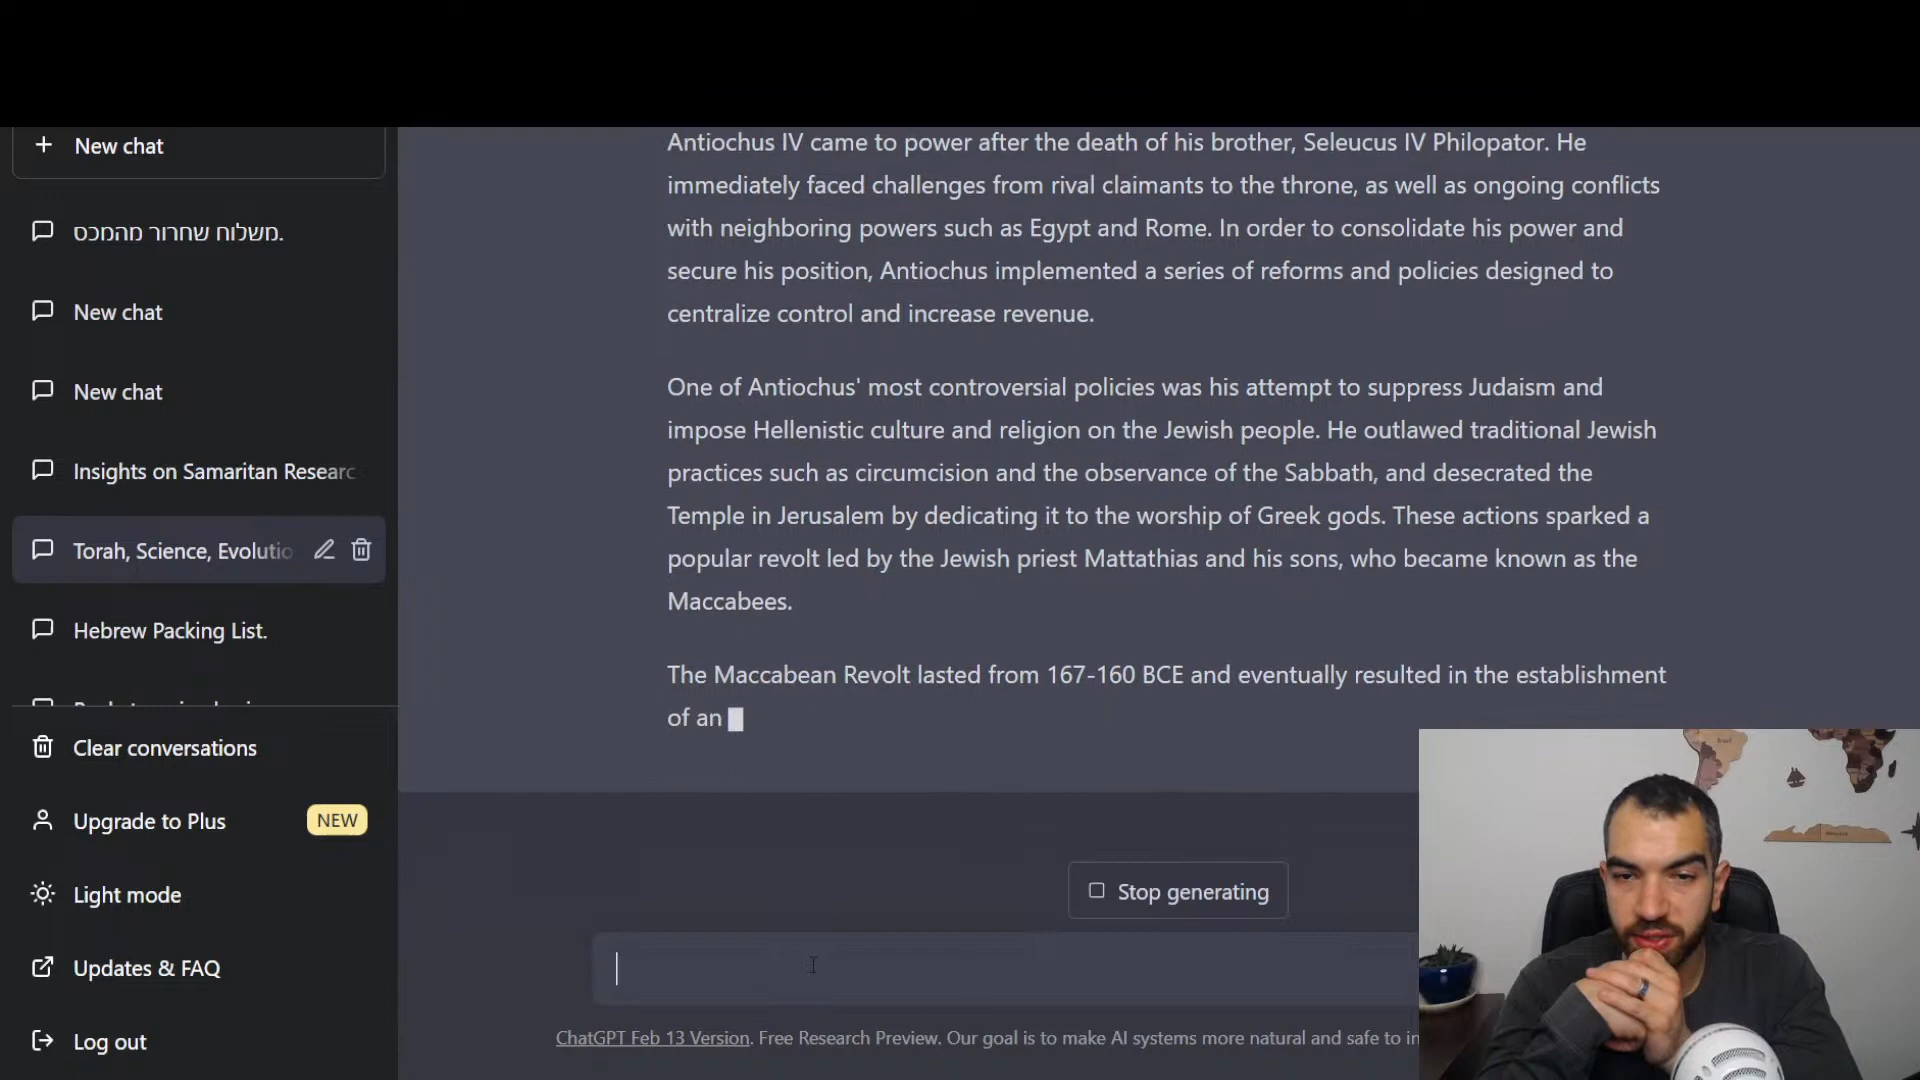 New chat
משלוח שחרור מהמכס.
New chat
New chat
Insights on Samaritan Researc
Torah, Science, Evolutio
Hebrew Packing List.
Clear conversations
Upgrade to Plus NEW
Light mode
Updates & FAQ
Log out
Antiochus IV came to power after the death of his brother, Seleucus IV Philopator. He
immediately faced challenges from rival claimants to the throne, as well as ongoing conflicts
with neighboring powers such as Egypt and Rome. In order to consolidate his power and
secure his position, Antiochus implemented a series of reforms and policies designed to
centralize control and increase revenue.
One of Antiochus' most controversial policies was his attempt to suppress Judaism and
impose Hellenistic culture and religion on the Jewish people. He outlawed traditional Jewish
practices such as circumcision and the observance of the Sabbath, and desecrated the
Temple in Jerusalem by dedicating it to the worship of Greek gods. These actions sparked a
popular revolt led by the Jewish priest Mattathias and his sons, who became known as the
Maccabees.
The Maccabean Revolt lasted from 167-160 BCE and eventually resulted in the establishment
of an
Stop generating
ChatGPT Feb 13 Version. Free Research Preview. Our goal is to make AI systems more natural and safe to in